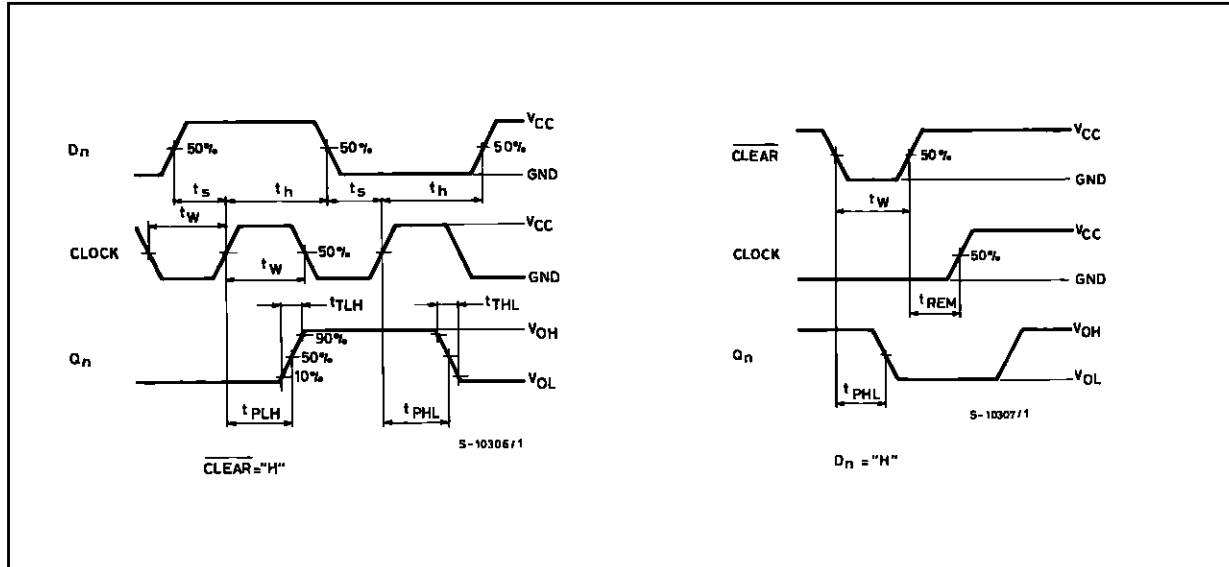 Dn
50%
50%
50%
VCC
GND
ts
th
ts
th
tW
CLOCK
50%
VCC
GND
tW
tTLH
tTHL
Qn
90%
50%
10%
VOH
VOL
tPLH
tPHL
S-10306/1
CLEAR="H"
CLEAR
50%
VCC
GND
tW
CLOCK
50%
VCC
GND
tREM
Qn
VOH
VOL
tPHL
S-10307/1
Dn = "H"